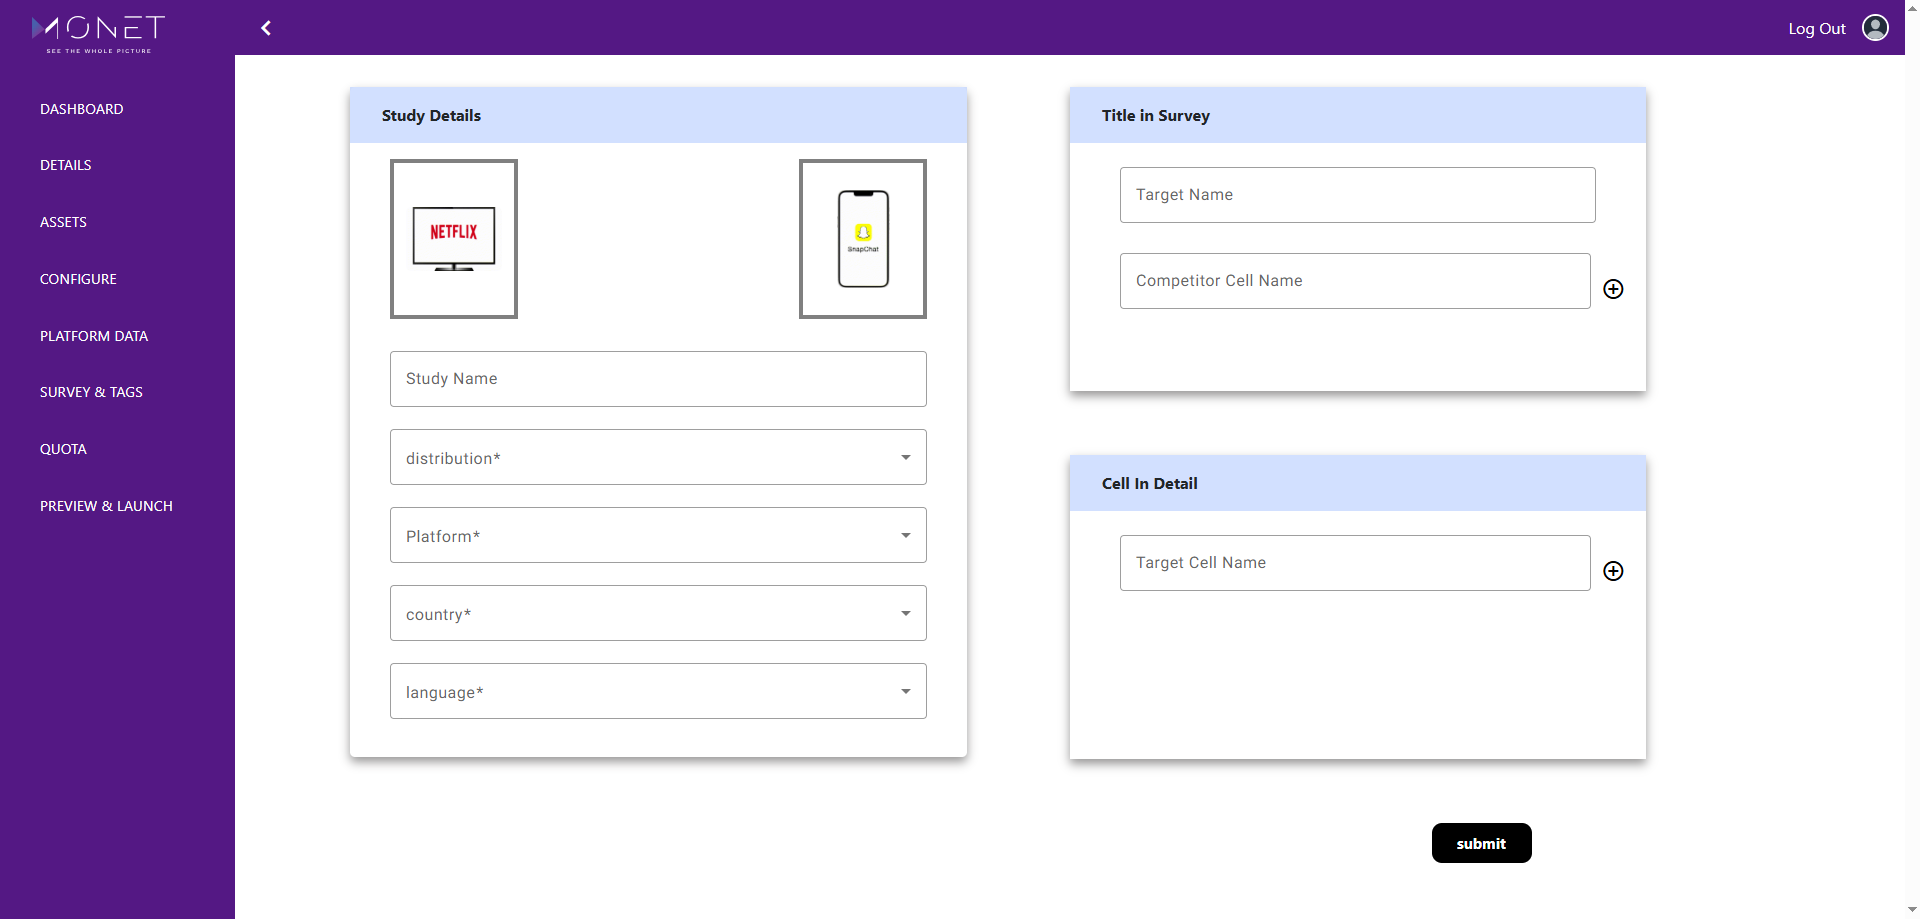 MONET
SEE THE WHOLE PICTURE
Log Out
DASHBOARD
DETAILS
ASSETS
CONFIGURE
PLATFORM DATA
SURVEY & TAGS
QUOTA
PREVIEW & LAUNCH
Study Details
NETFLIX
SnapChat
Study Name
distribution*
Platform*
country*
language*
Title in Survey
Target Name
Competitor Cell Name
Cell In Detail
Target Cell Name
submit